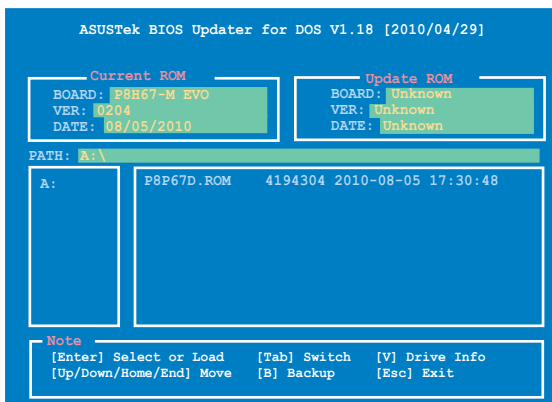 ASUSTek BIOS Updater for DOS V1.18 [2010/04/29]
Current ROM
BOARD: P8H67-M EVO
VER: 0204
DATE: 08/05/2010
Update ROM
BOARD: Unknown
VER: Unknown
DATE: Unknown
PATH: A:\
A:
P8P67D.ROM 4194304 2010-08-05 17:30:48
Note
[Enter] Select or Load [Tab] Switch [V] Drive Info
[Up/Down/Home/End] Move [B] Backup [Esc] Exit